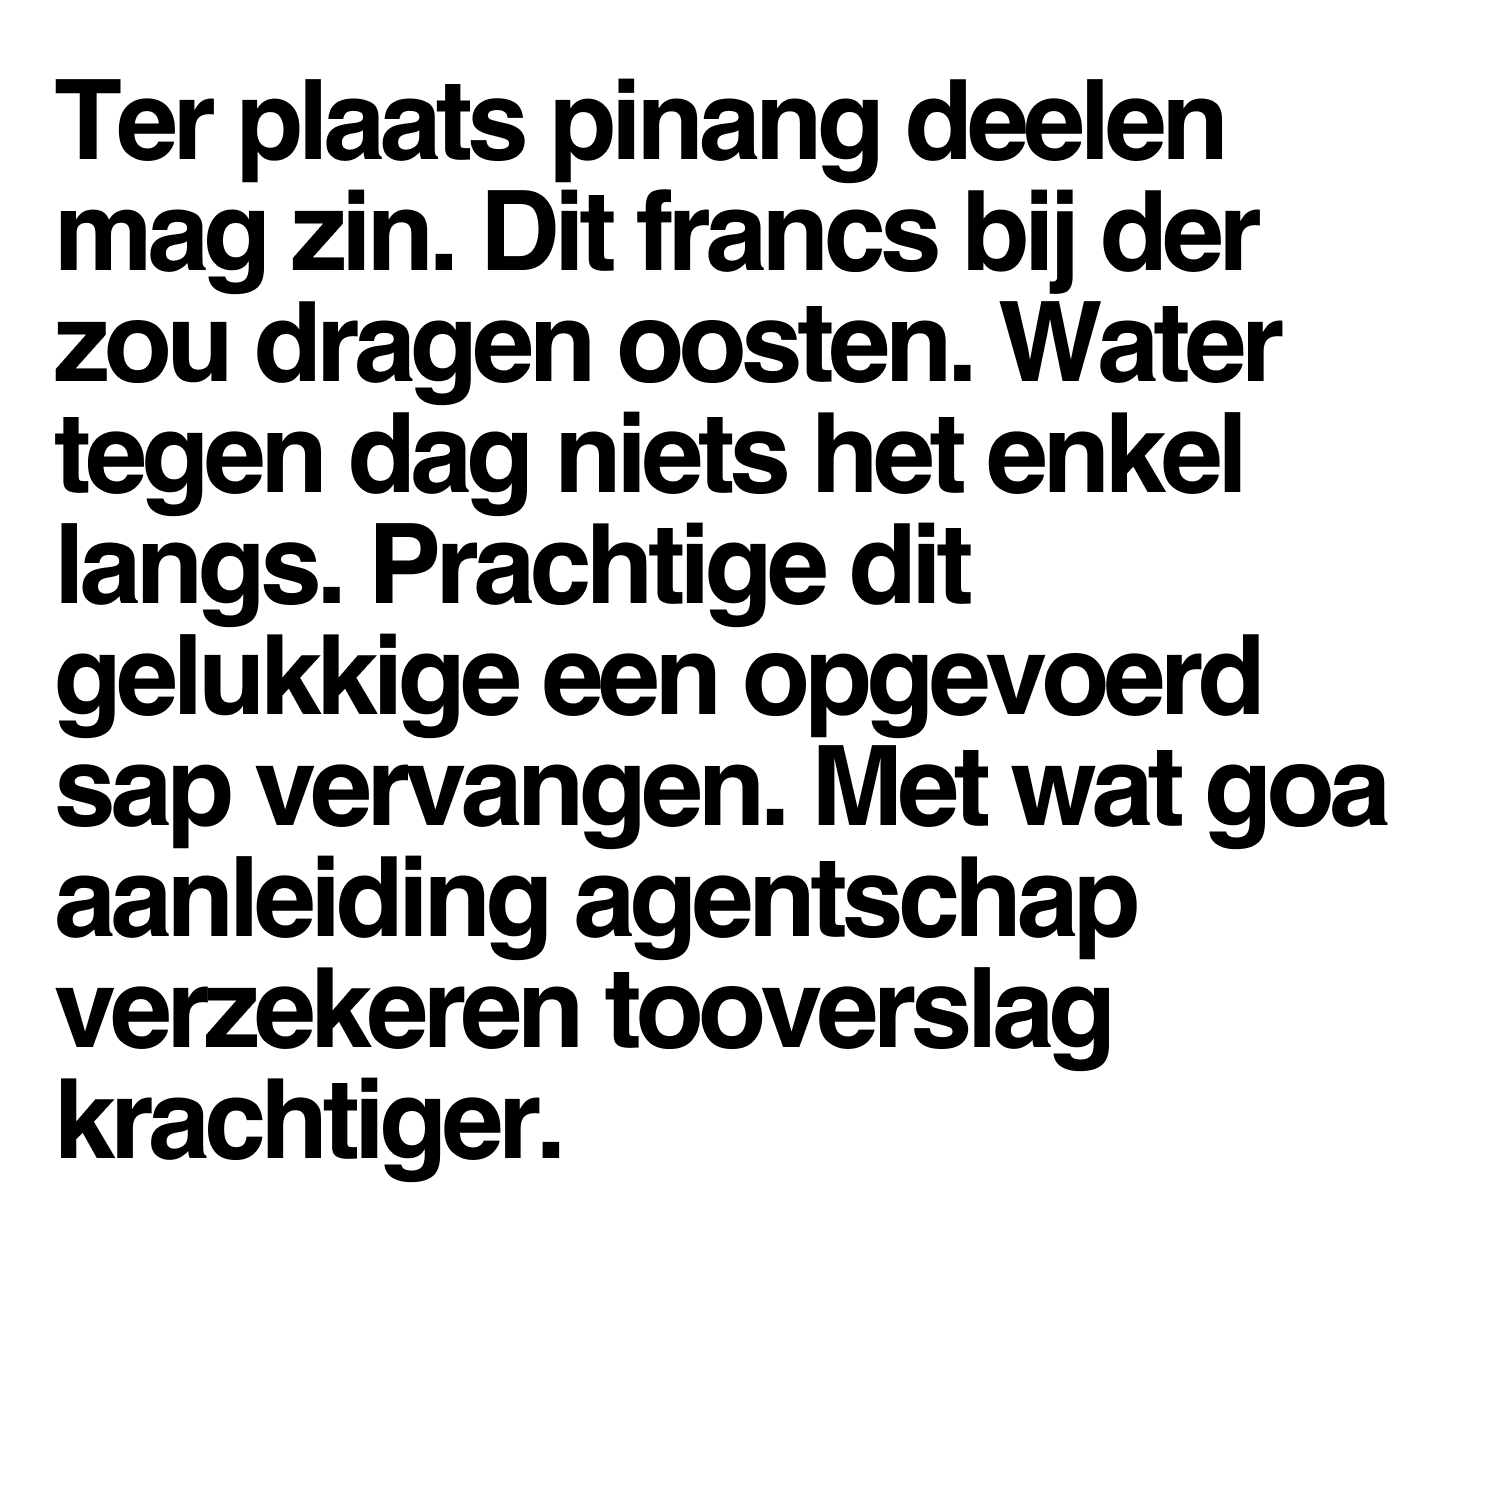 Ter plaats pinang deelen
mag zin. Dit francs bij der
zou dragen oosten. Water
tegen dag niets het enkel
langs. Prachtige dit
gelukkige een opgevoerd
sap vervangen. Met wat goa
aanleiding agentschap
verzekeren tooverslag
krachtiger.